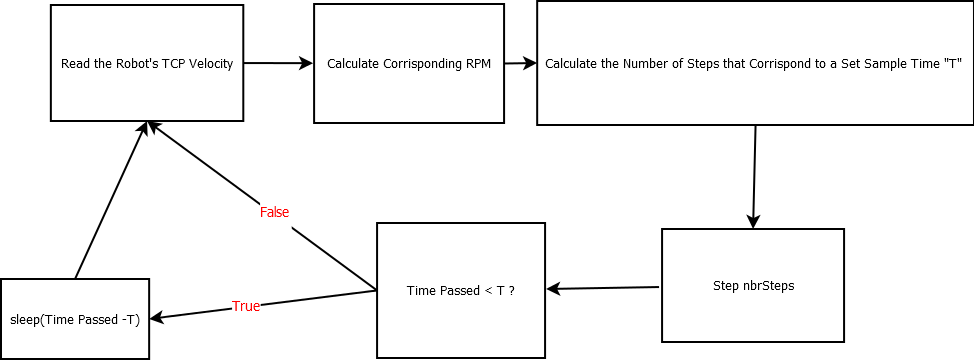 Read the Robot's TCP Velocity
Calculate Corrisponding RPM
Calculate the Number of Steps that Corrispond to a Set Sample Time "T"
False
Time Passed < T ?
Step nbrSteps
True
sleep(Time Passed -T)